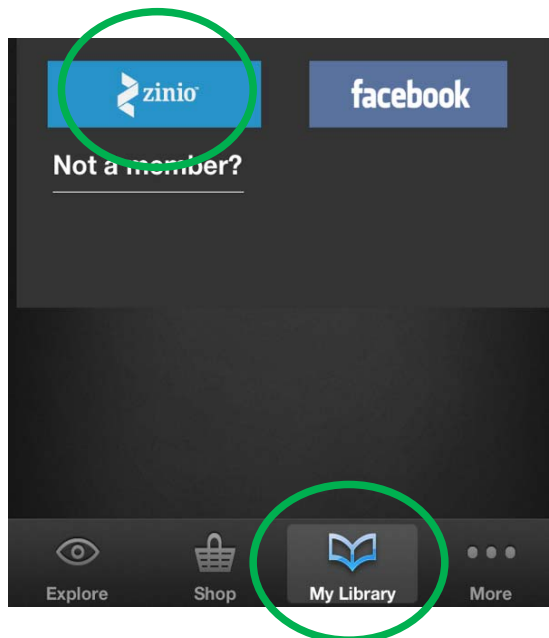 zinio
facebook
Not a member?
Explore
Shop
My Library
More